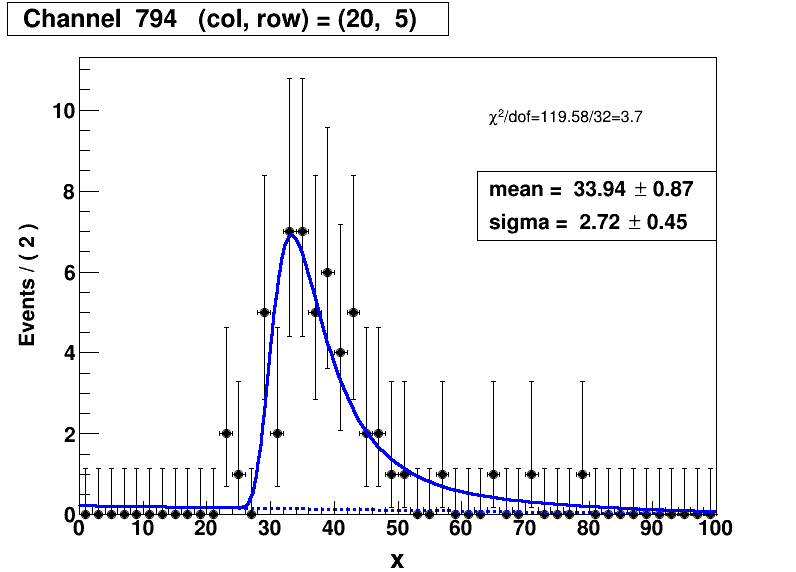 Channel 794 (col, row) = (20, 5)
χ²/dof=119.58/32=3.7
mean = 33.94 ± 0.87
sigma = 2.72 ± 0.45
Events / ( 2 )
10
8
6
4
2
0
0 10 20 30 40 50 60 70 80 90 100
x